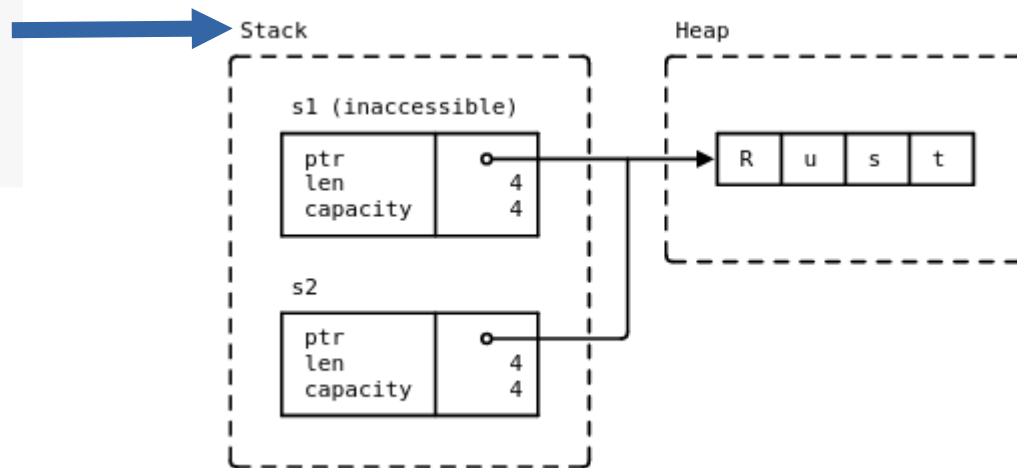 Stack
Heap
s1 (inaccessible)
ptr
len 4
capacity 4
R u s t
s2
ptr
len 4
capacity 4